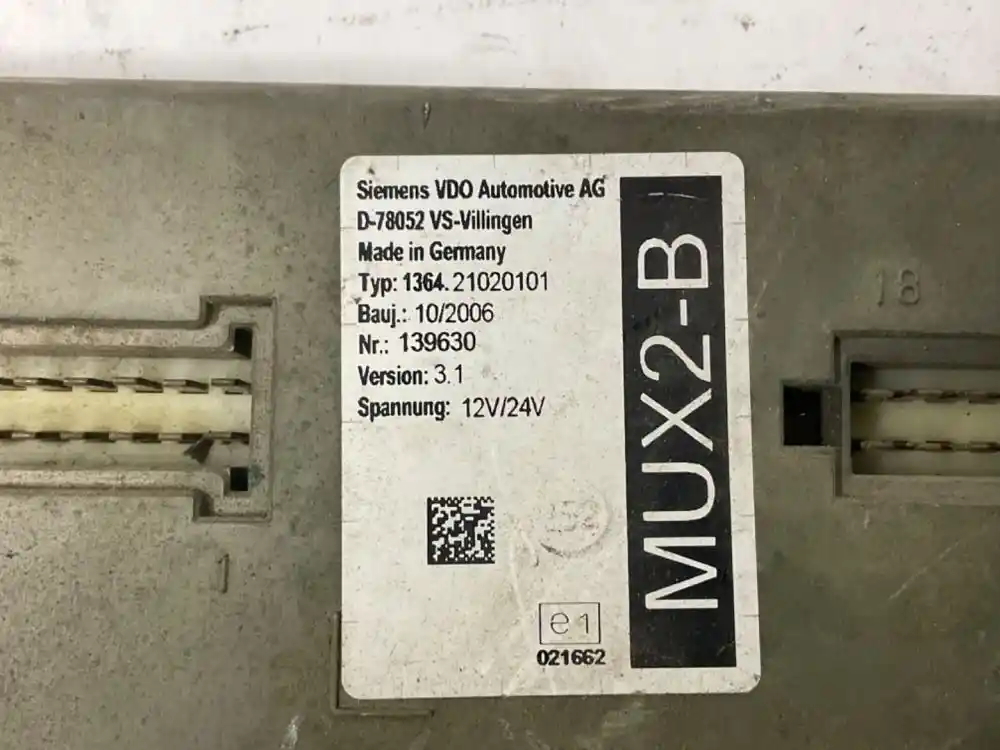 Siemens VDO Automotive AG
D-78052 VS-Villingen
Made in Germany
Typ: 1364.21020101
Bauj.: 10/2006
Nr.: 139630
Version: 3.1
Spannung: 12V/24V
e1
021662
MUX2-B
18
1